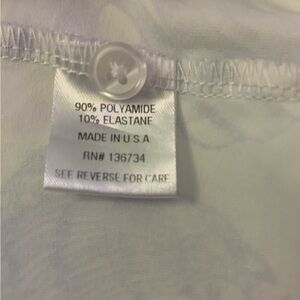 90% POLYAMIDE
10% ELASTANE
MADE IN U.S.A
RN# 136734
SEE REVERSE FOR CARE